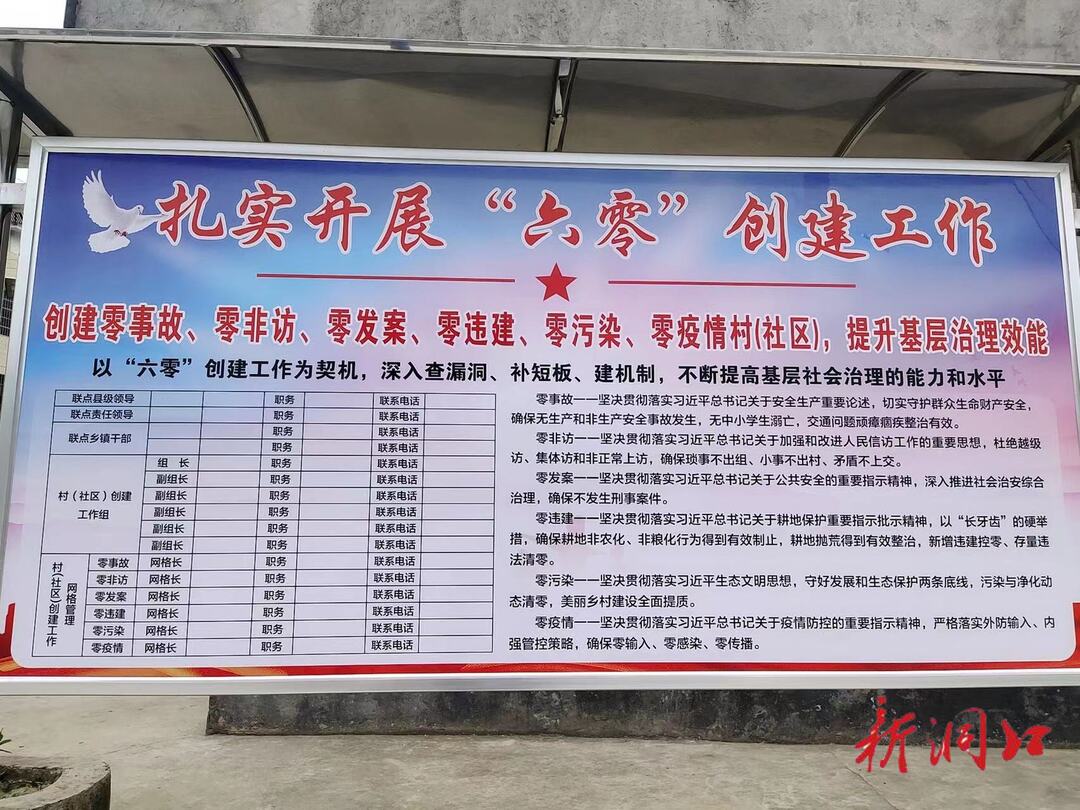 扎实开展“六零”创建工作
创建零事故、零非访、零发案、零违建、零污染、零疫情村(社区)，提升基层治理效能
以“六零”创建工作为契机，深入查漏洞、补短板、建机制，不断提高基层社会治理的能力和水平
联点县级领导 职务 联系电话
联点责任领导 职务 联系电话
联点乡镇干部 职务 联系电话
职务 联系电话
村（社区）创建
工作组
组 长 职务 联系电话
副组长 职务 联系电话
副组长 职务 联系电话
副组长 职务 联系电话
副组长 职务 联系电话
副组长 职务 联系电话
村（社区）创建工作
网格管理
零事故 网格长 职务 联系电话
零非访 网格长 职务 联系电话
零发案 网格长 职务 联系电话
零违建 网格长 职务 联系电话
零污染 网格长 职务 联系电话
零疫情 网格长 职务 联系电话
零事故——坚决贯彻落实习近平总书记关于安全生产重要论述，切实守护群众生命财产安全，
确保无生产和非生产安全事故发生，无中小学生溺亡，交通问题顽瘴痼疾整治有效。
零非访——坚决贯彻落实习近平总书记关于加强和改进人民信访工作的重要思想，杜绝越级
访、集体访和非正常上访，确保琐事不出组、小事不出村、矛盾不上交。
零发案——坚决贯彻落实习近平总书记关于公共安全的重要指示精神，深入推进社会治安综合
治理，确保不发生刑事案件。
零违建——坚决贯彻落实习近平总书记关于耕地保护重要指示批示精神，以“长牙齿”的硬举
措，确保耕地非农化、非粮化行为得到有效制止，耕地抛荒得到有效整治，新增违建控零、存量违
法清零。
零污染——坚决贯彻落实习近平生态文明思想，守好发展和生态保护两条底线，污染与净化动
态清零，美丽乡村建设全面提质。
零疫情——坚决贯彻落实习近平总书记关于疫情防控的重要指示精神，严格落实外防输入、内
强管控策略，确保零输入、零感染、零传播。
新洞口